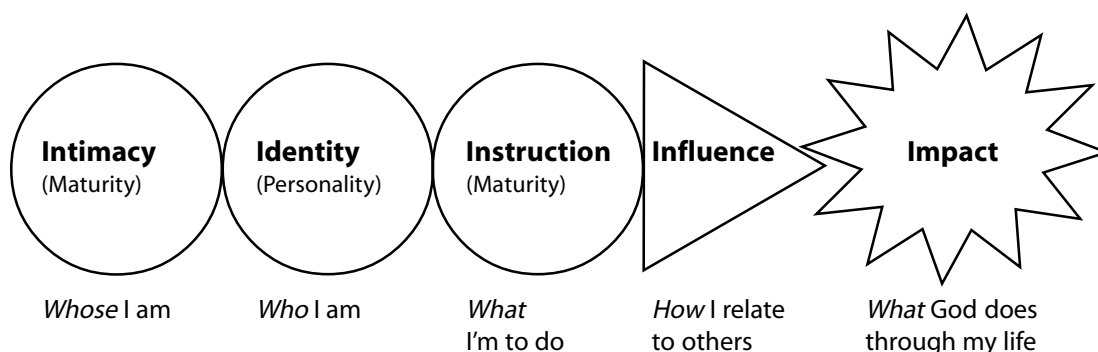 Intimacy
(Maturity)
Identity
(Personality)
Instruction
(Maturity)
Influence
Impact
Whose I am
Who I am
What
I'm to do
How I relate
to others
What God does
through my life